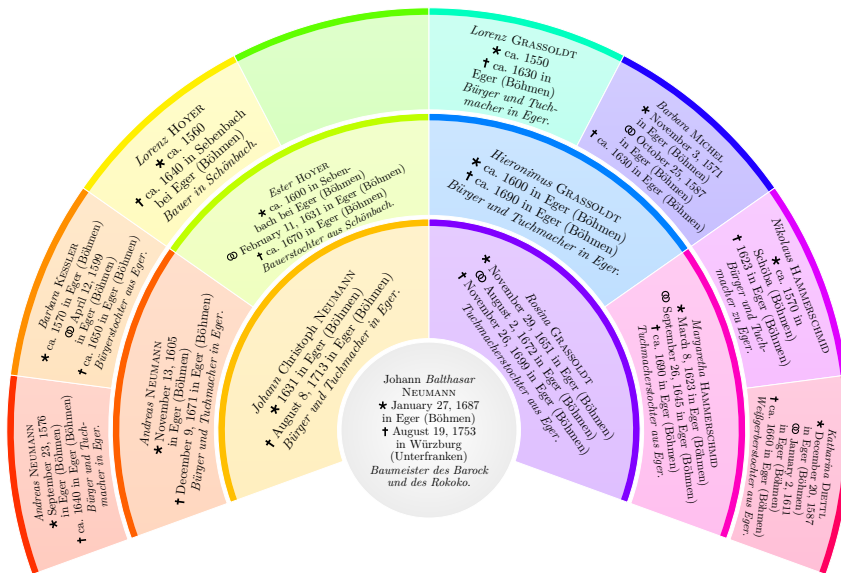 Johann Balthasar
NEUMANN
* January 27, 1687
in Eger (Böhmen)
† August 19, 1753
in Würzburg
(Unterfranken)
Baumeister des Barock
und des Rokoko.
Johann Christoph NEUMANN
* 1631 in Eger (Böhmen)
† August 8, 1713 in Eger (Böhmen)
Bürger und Tuchmacher in Eger.
Rosina GRASSOLDT
* November 29, 1651 in Eger (Böhmen)
⚭ August 2, 1672 in Eger (Böhmen)
† November 26, 1699 in Eger (Böhmen)
Tuchmacherstochter aus Eger.
Andreas NEUMANN
* November 13, 1605
in Eger (Böhmen)
† December 9, 1671 in Eger (Böhmen)
Bürger und Tuchmacher in Eger.
Ester HOYER
* ca. 1600 in Seben-
bach bei Eger (Böhmen)
⚭ February 11, 1631 in Eger (Böhmen)
† ca. 1670 in Eger (Böhmen)
Bauerstochter aus Schönbach.
Hieronimus GRASSOLDT
* ca. 1600 in Eger (Böhmen)
† ca. 1690 in Eger (Böhmen)
Bürger und Tuchmacher in Eger.
Margaretha HAMMERSCHMID
* March 8, 1623 in Eger (Böhmen)
⚭ September 26, 1645 in Eger (Böhmen)
† ca. 1690 in Eger (Böhmen)
Tuchmacherstochter aus Eger.
Andreas NEUMANN
* September 23, 1576
in Eger (Böhmen)
† ca. 1640 in Eger (Böhmen)
Bürger und Tuch-
macher in Eger.
Barbara KESSLER
* ca. 1570 in Eger (Böhmen)
⚭ April 12, 1599
in Eger (Böhmen)
† ca. 1650 in Eger (Böhmen)
Bürgerstochter aus Eger.
Lorenz HOYER
* ca. 1560
† ca. 1640 in Sebenbach
bei Eger (Böhmen)
Bauer in Schönbach.
Lorenz GRASSOLDT
* ca. 1550
† ca. 1630 in
Eger (Böhmen)
Bürger und Tuch-
macher in Eger.
Barbara MICHEL
* November 3, 1571
in Eger (Böhmen)
⚭ October 25, 1587
in Eger (Böhmen)
† ca. 1630 in Eger (Böhmen)
Nikolaus HAMMERSCHMID
* ca. 1570 in
Schöba (Böhmen)
† 1623 in Eger (Böhmen)
Bürger und Tuch-
macher zu Eger.
Katharina DIETTL
* December 20, 1587
in Eger (Böhmen)
⚭ January 2, 1611
in Eger (Böhmen)
† ca. 1660 in Eger (Böhmen)
Weißgerberstochter aus Eger.